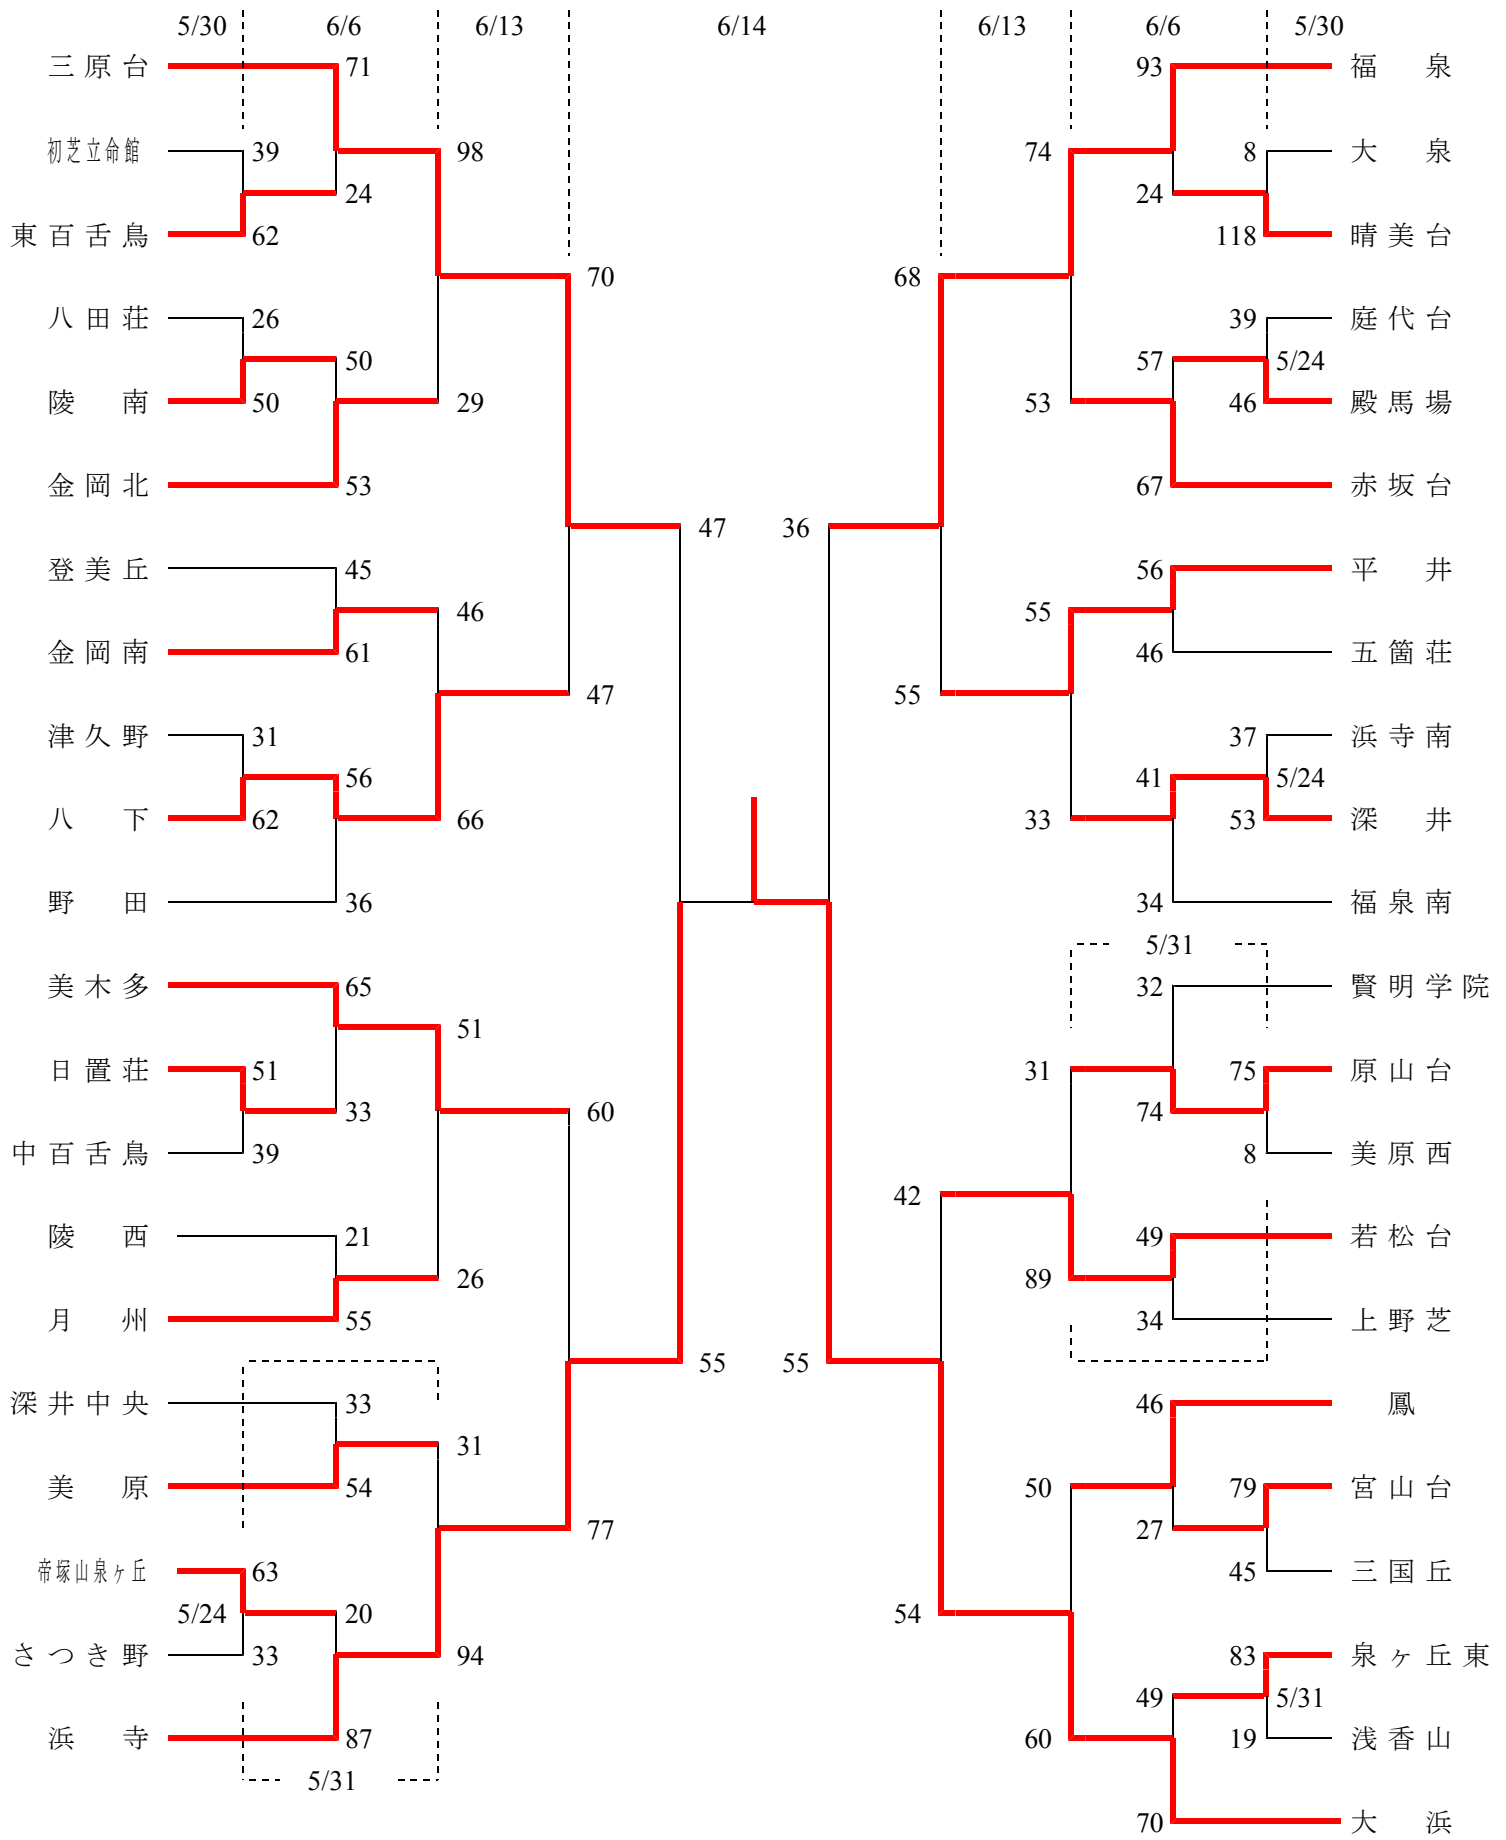 5/30 6/6 6/13 6/14 6/13 6/6 5/30
三原台 71 93 福泉
初芝立命館 39 98 74 8 大泉
24 24
東百舌鳥 62 118 晴美台
70 68
八田荘 26 39 庭代台
50 57 5/24
陵南 50 29 53 46 殿馬場
金岡北 53 67 赤坂台
47 36
登美丘 45 56 平井
46 55
金岡南 61 46 五箇荘
47 55
津久野 31 37 浜寺南
56 41 5/24
八下 62 66 33 53 深井
野田 36 34 福泉南
5/31
美木多 65 32 賢明学院
51
日置荘 51 31 75 原山台
33 60 74
中百舌鳥 39 8 美原西
42
陵西 21 49 若松台
26 89
月州 55 34 上野芝
55 55
深井中央 33 46 鳳
31
美原 54 50 79 宮山台
77 27
帝塚山泉ヶ丘 63 45 三国丘
5/24 20 54
さつき野 33 94 83 泉ヶ丘東
49 5/31
浜寺 87 60 19 浅香山
5/31
70 大浜